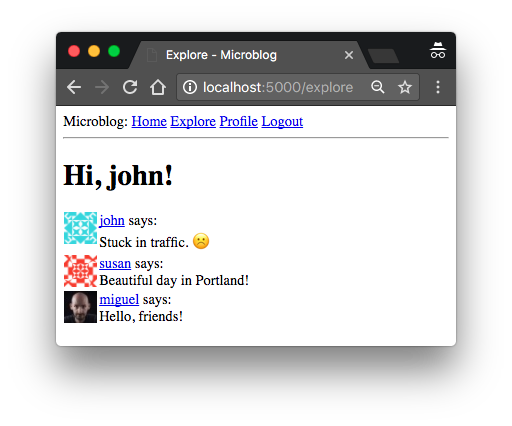 Explore - Microblog
localhost:5000/explore
Microblog: Home Explore Profile Logout
Hi, john!
john says:
Stuck in traffic. ☹️
susan says:
Beautiful day in Portland!
miguel says:
Hello, friends!